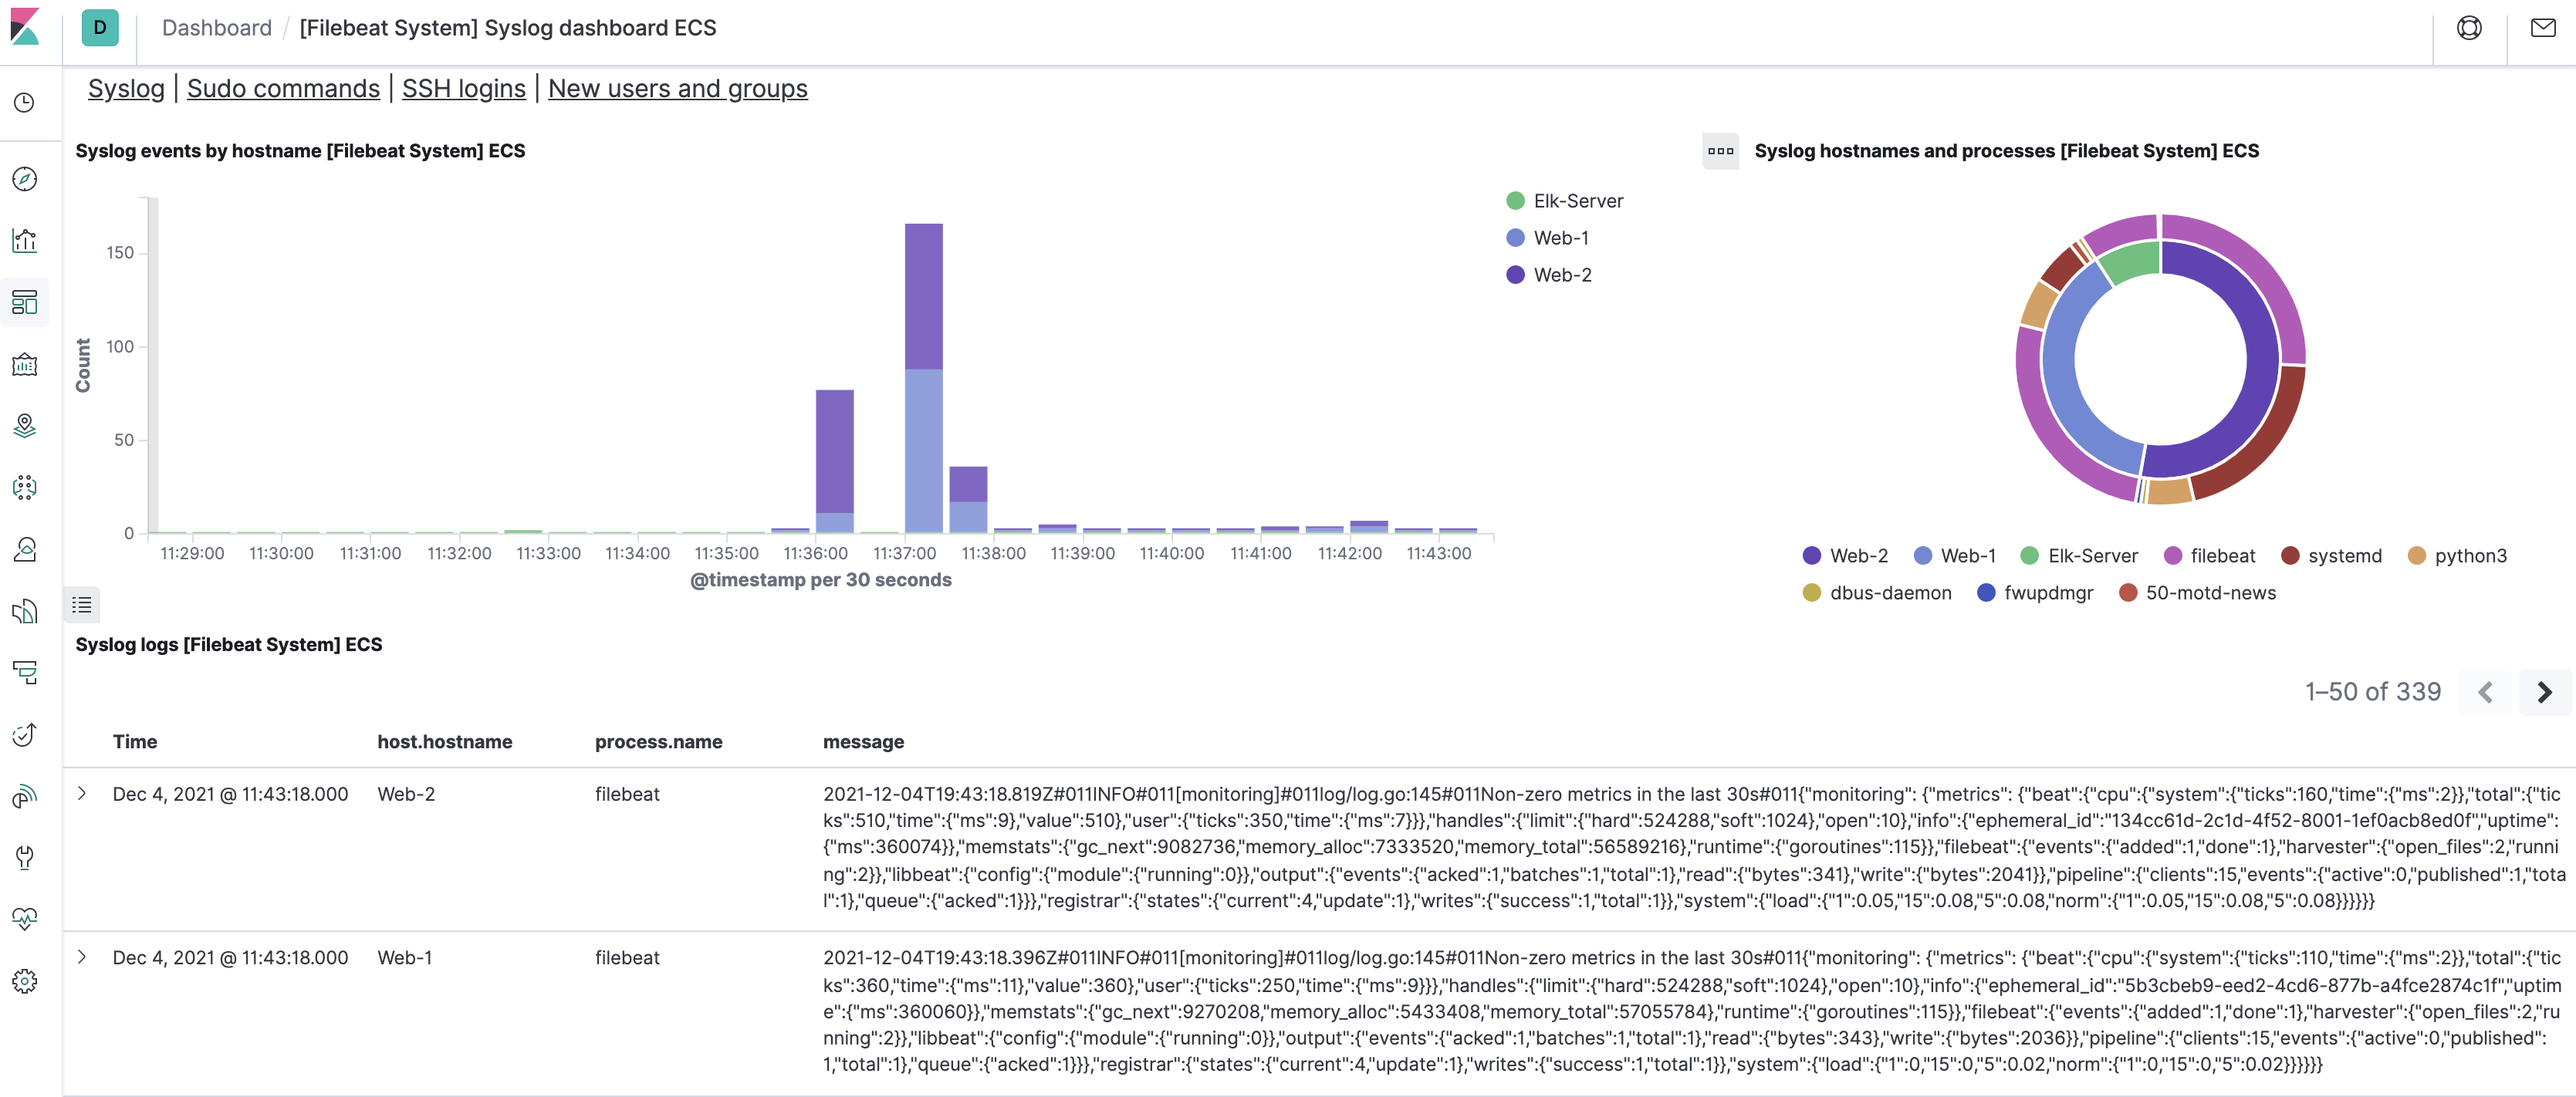 D Dashboard / [Filebeat System] Syslog dashboard ECS
Syslog | Sudo commands | SSH logins | New users and groups
Syslog events by hostname [Filebeat System] ECS
Count
150
100
50
0
11:29:00 11:30:00 11:31:00 11:32:00 11:33:00 11:34:00 11:35:00 11:36:00 11:37:00 11:38:00 11:39:00 11:40:00 11:41:00 11:42:00 11:43:00
@timestamp per 30 seconds
Elk-Server
Web-1
Web-2
Syslog hostnames and processes [Filebeat System] ECS
Web-2 Web-1 Elk-Server filebeat systemd python3
dbus-daemon fwupdmgr 50-motd-news
Syslog logs [Filebeat System] ECS
1–50 of 339
Time host.hostname process.name message
Dec 4, 2021 @ 11:43:18.000 Web-2 filebeat 2021-12-04T19:43:18.819Z#011INFO#011[monitoring]#011log/log.go:145#011Non-zero metrics in the last 30s#011{"monitoring": {"metrics": {"beat":{"cpu":{"system":{"ticks":160,"time":{"ms":2}},"total":{"tic
ks":510,"time":{"ms":9},"value":510},"user":{"ticks":350,"time":{"ms":7}}},"handles":{"limit":{"hard":524288,"soft":1024},"open":10},"info":{"ephemeral_id":"134cc61d-2c1d-4f52-8001-1ef0acb8ed0f","uptime":
{"ms":360074}},"memstats":{"gc_next":9082736,"memory_alloc":7333520,"memory_total":56589216},"runtime":{"goroutines":115}},"filebeat":{"events":{"added":1,"done":1},"harvester":{"open_files":2,"runni
ng":2}},"libbeat":{"config":{"module":{"running":0}},"output":{"events":{"acked":1,"batches":1,"total":1},"read":{"bytes":341},"write":{"bytes":2041}},"pipeline":{"clients":15,"events":{"active":0,"published":1,"tota
l":1},"queue":{"acked":1}}},"registrar":{"states":{"current":4,"update":1},"writes":{"success":1,"total":1}},"system":{"load":{"1":0.05,"15":0.08,"5":0.08,"norm":{"1":0.05,"15":0.08,"5":0.08}}}}}}
Dec 4, 2021 @ 11:43:18.000 Web-1 filebeat 2021-12-04T19:43:18.396Z#011INFO#011[monitoring]#011log/log.go:145#011Non-zero metrics in the last 30s#011{"monitoring": {"metrics": {"beat":{"cpu":{"system":{"ticks":110,"time":{"ms":2}},"total":{"tic
ks":360,"time":{"ms":11},"value":360},"user":{"ticks":250,"time":{"ms":9}}},"handles":{"limit":{"hard":524288,"soft":1024},"open":10},"info":{"ephemeral_id":"5b3cbeb9-eed2-4cd6-877b-a4fce2874c1f","uptim
e":{"ms":360060}},"memstats":{"gc_next":9270208,"memory_alloc":5433408,"memory_total":57055784},"runtime":{"goroutines":115}},"filebeat":{"events":{"added":1,"done":1},"harvester":{"open_files":2,"ru
nning":2}},"libbeat":{"config":{"module":{"running":0}},"output":{"events":{"acked":1,"batches":1,"total":1},"read":{"bytes":343},"write":{"bytes":2036}},"pipeline":{"clients":15,"events":{"active":0,"published":
1,"total":1},"queue":{"acked":1}}},"registrar":{"states":{"current":4,"update":1},"writes":{"success":1,"total":1}},"system":{"load":{"1":0,"15":0,"5":0.02,"norm":{"1":0,"15":0,"5":0.02}}}}}}